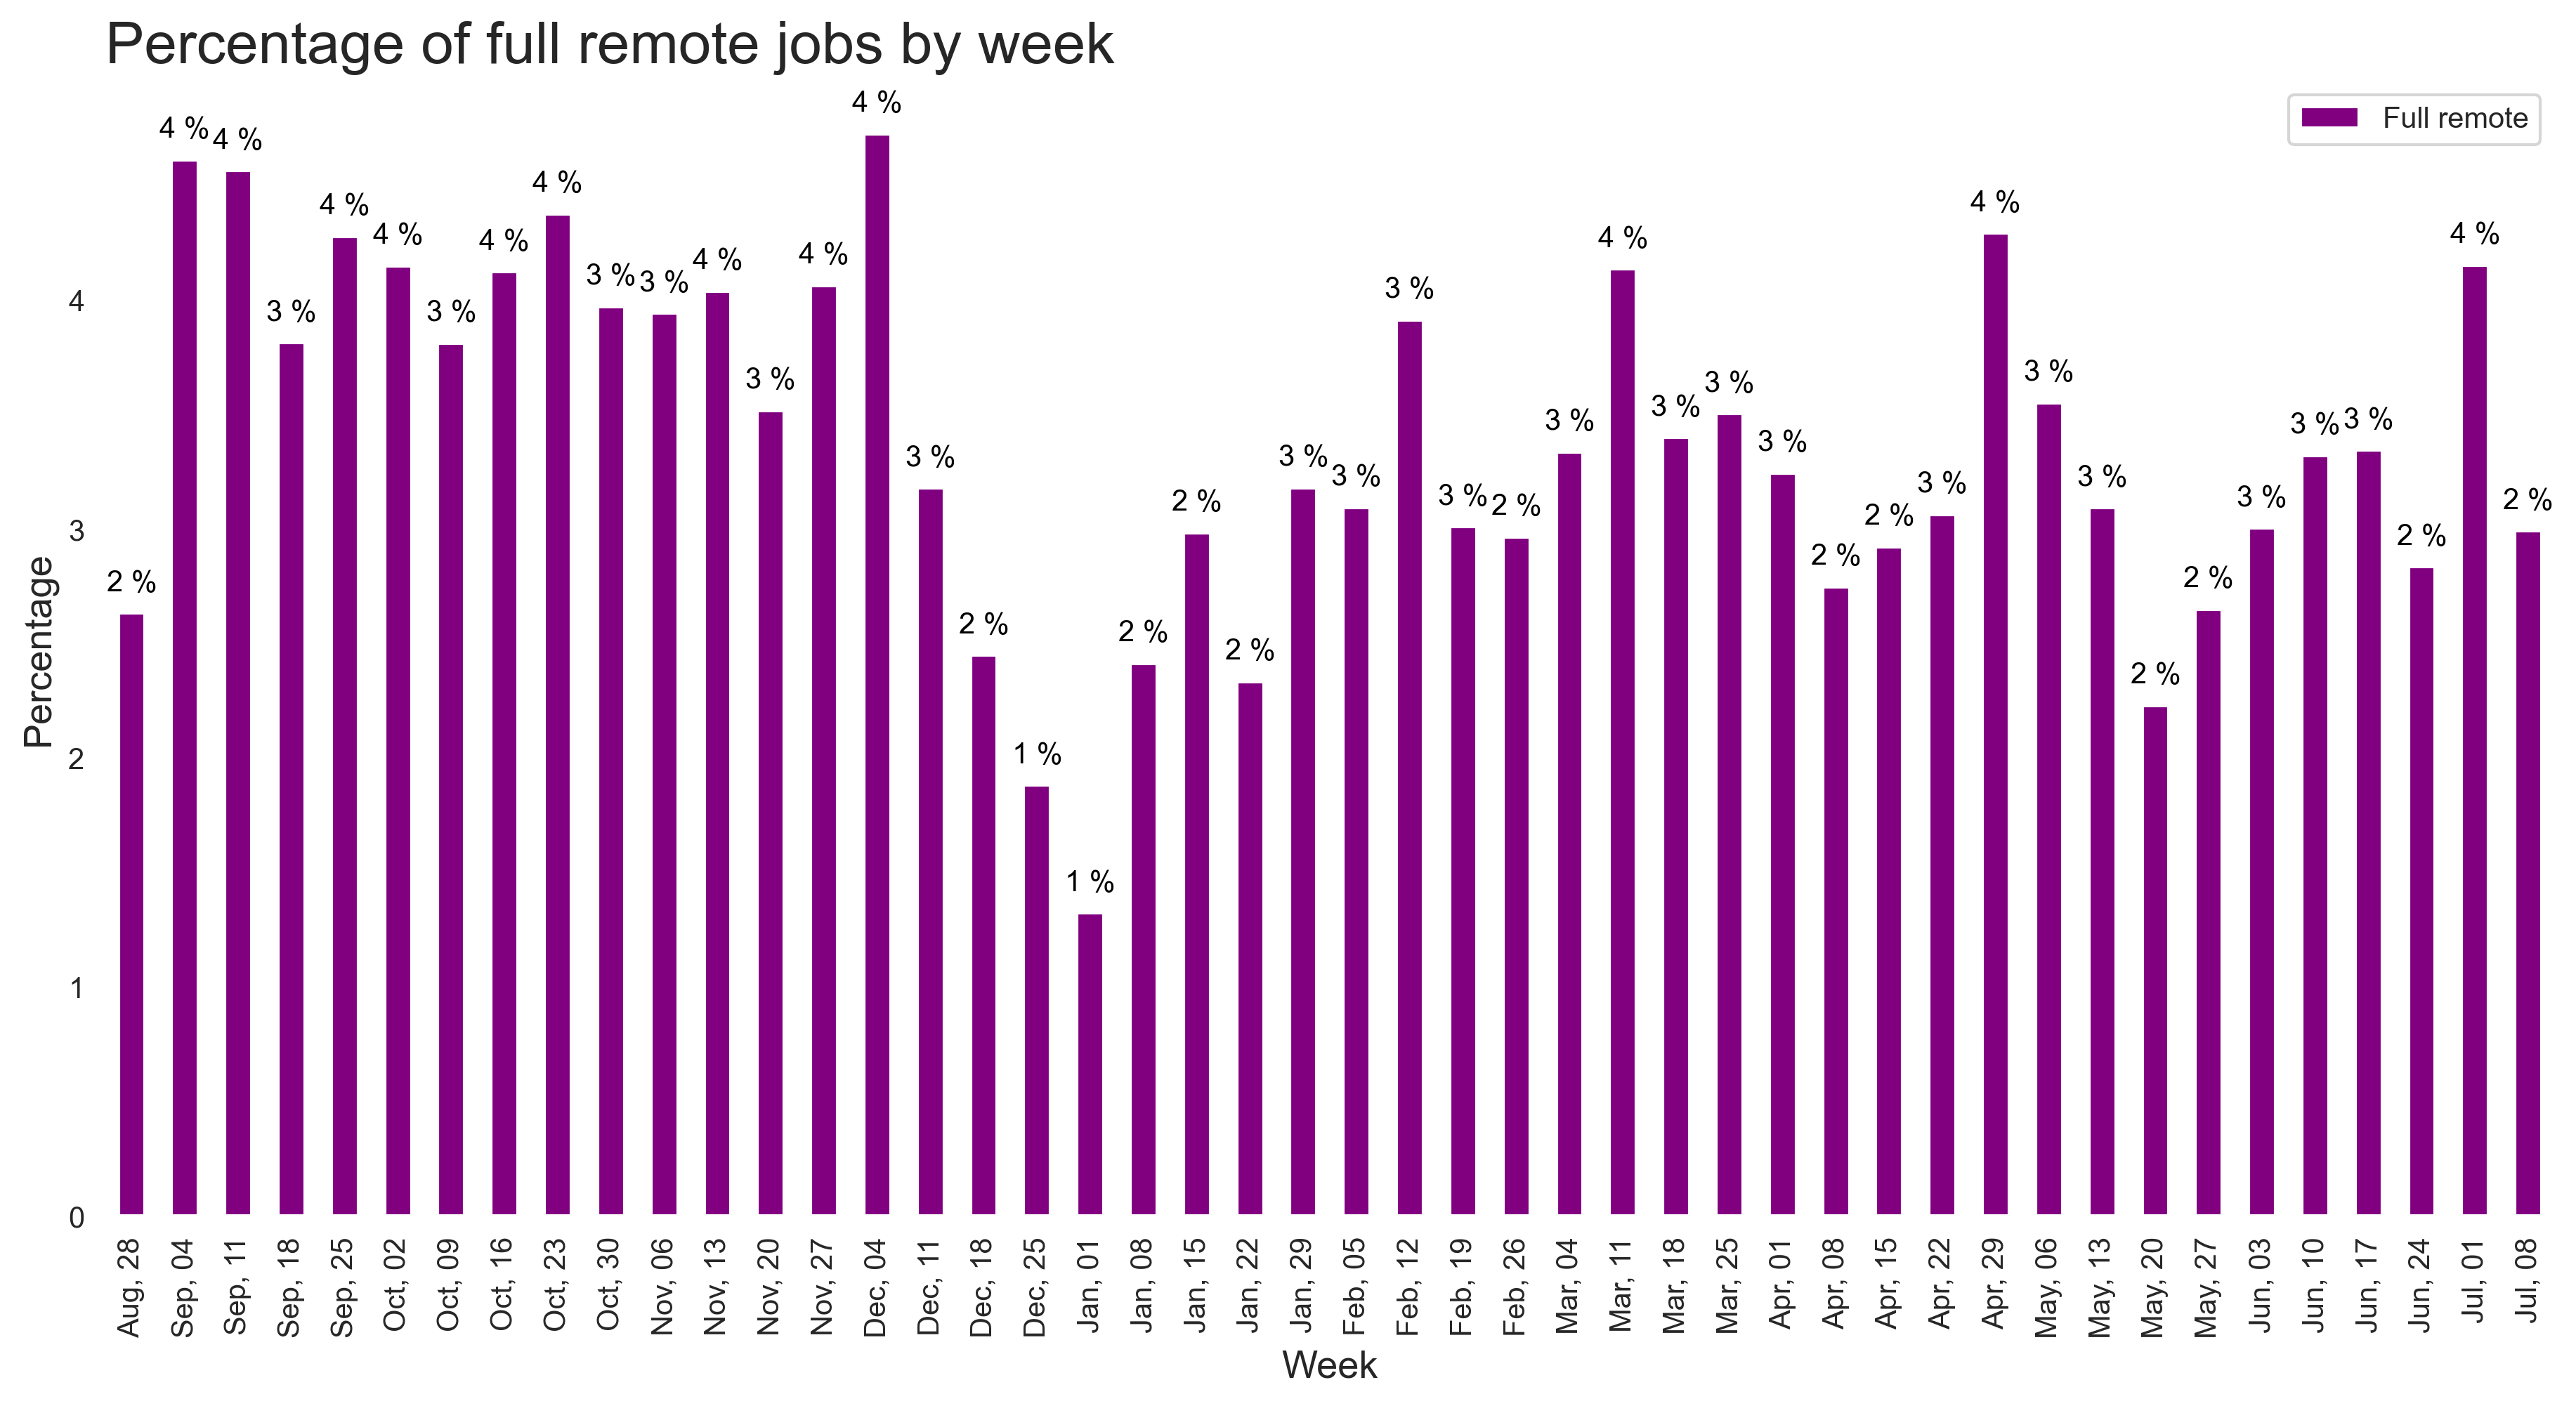 Percentage of full remote jobs by week
Full remote
Percentage
4
3
2
1
0
2 %
4 %
4 %
3 %
4 %
4 %
3 %
4 %
4 %
3 %
3 %
4 %
3 %
4 %
4 %
3 %
2 %
1 %
1 %
2 %
2 %
2 %
3 %
3 %
3 %
3 %
2 %
3 %
4 %
3 %
3 %
3 %
2 %
2 %
3 %
4 %
3 %
3 %
2 %
2 %
3 %
3 %
3 %
2 %
4 %
2 %
Aug, 28
Sep, 04
Sep, 11
Sep, 18
Sep, 25
Oct, 02
Oct, 09
Oct, 16
Oct, 23
Oct, 30
Nov, 06
Nov, 13
Nov, 20
Nov, 27
Dec, 04
Dec, 11
Dec, 18
Dec, 25
Jan, 01
Jan, 08
Jan, 15
Jan, 22
Jan, 29
Feb, 05
Feb, 12
Feb, 19
Feb, 26
Mar, 04
Mar, 11
Mar, 18
Mar, 25
Apr, 01
Apr, 08
Apr, 15
Apr, 22
Apr, 29
May, 06
May, 13
May, 20
May, 27
Jun, 03
Jun, 10
Jun, 17
Jun, 24
Jul, 01
Jul, 08
Week